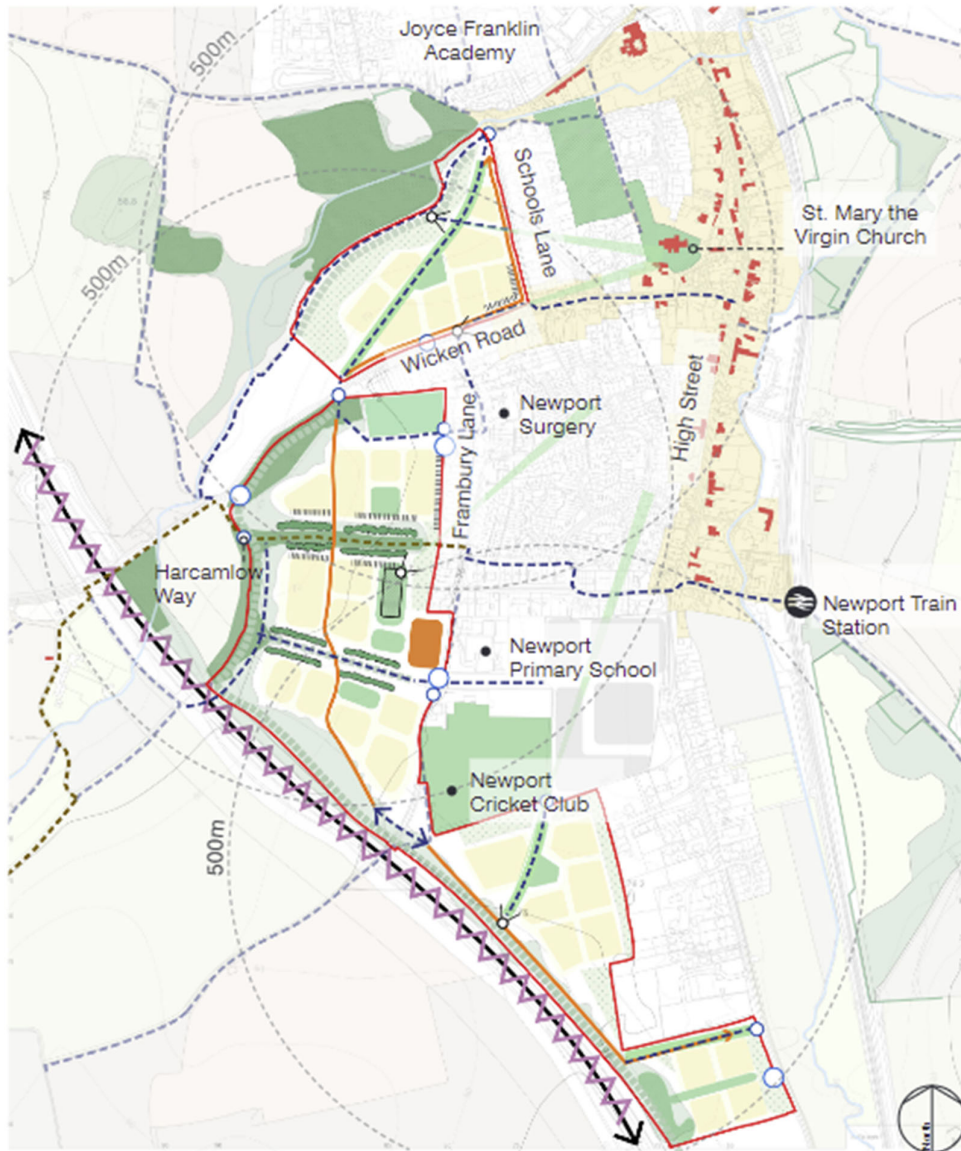 Joyce Franklin
Academy
500m
Schools Lane
St. Mary the
Virgin Church
500m
Wicken Road
Newport
Surgery
High Street
Frambury Lane
Harcamlow
Way
Newport Train
Station
Newport
Primary School
Newport
Cricket Club
500m
North